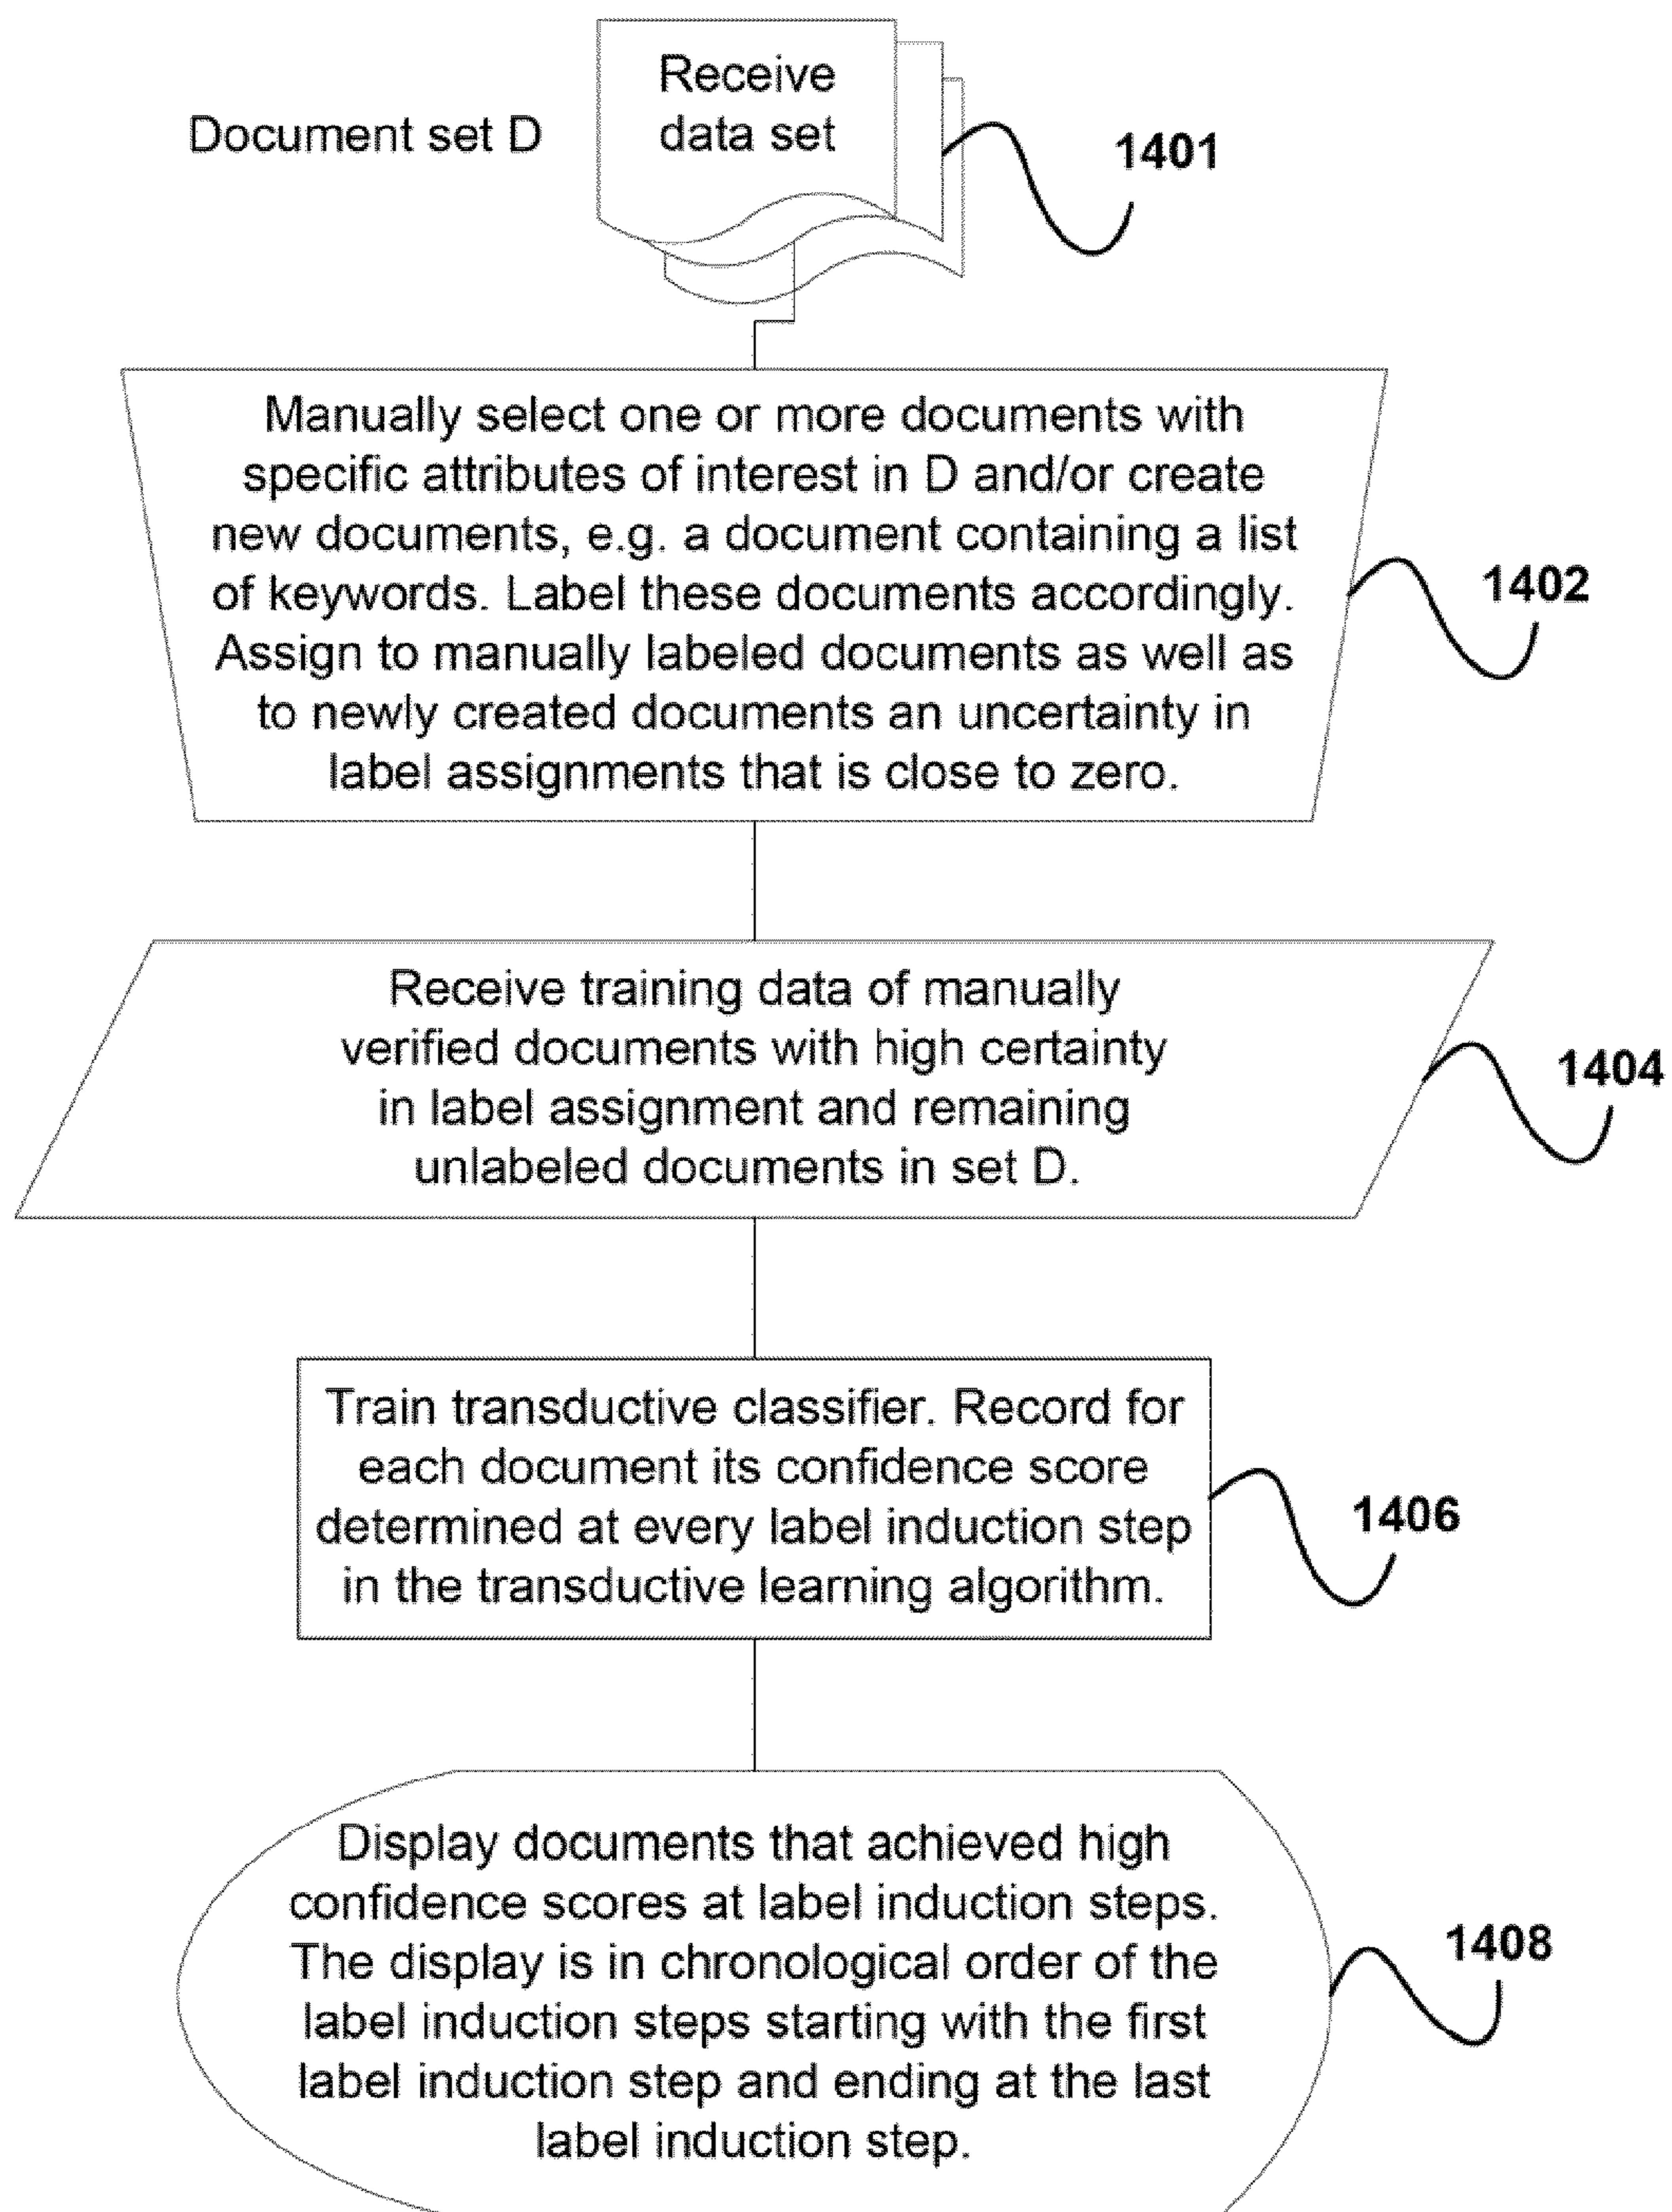 Receive
data set
Document set D
1401
Manually select one or more documents with
specific attributes of interest in D and/or create
new documents, e.g. a document containing a list
of keywords. Label these documents accordingly.
Assign to manually labeled documents as well as
to newly created documents an uncertainty in
label assignments that is close to zero.
1402
Receive training data of manually
verified documents with high certainty
in label assignment and remaining
unlabeled documents in set D.
1404
Train transductive classifier. Record for
each document its confidence score
determined at every label induction step
in the transductive learning algorithm.
1406
Display documents that achieved high
confidence scores at label induction steps.
The display is in chronological order of the
label induction steps starting with the first
label induction step and ending at the last
label induction step.
1408